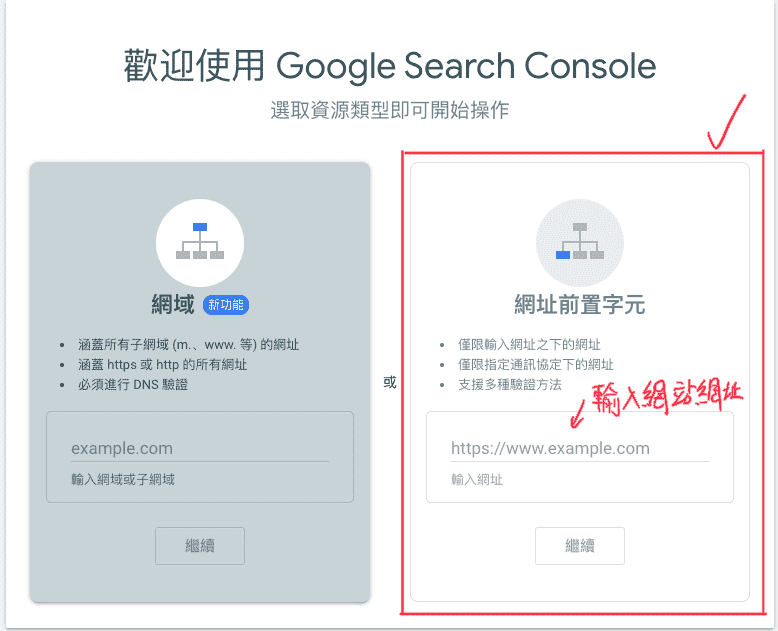 歡迎使用 Google Search Console
選取資源類型即可開始操作
網域 新功能
涵蓋所有子網域 (m.、www. 等) 的網址
涵蓋 https 或 http 的所有網址
必須進行 DNS 驗證
example.com
輸入網域或子網域
繼續
或
網址前置字元
僅限輸入網址之下的網址
僅限指定通訊協定下的網址
支援多種驗證方法
輸入網站網址
https://www.example.com
輸入網址
繼續